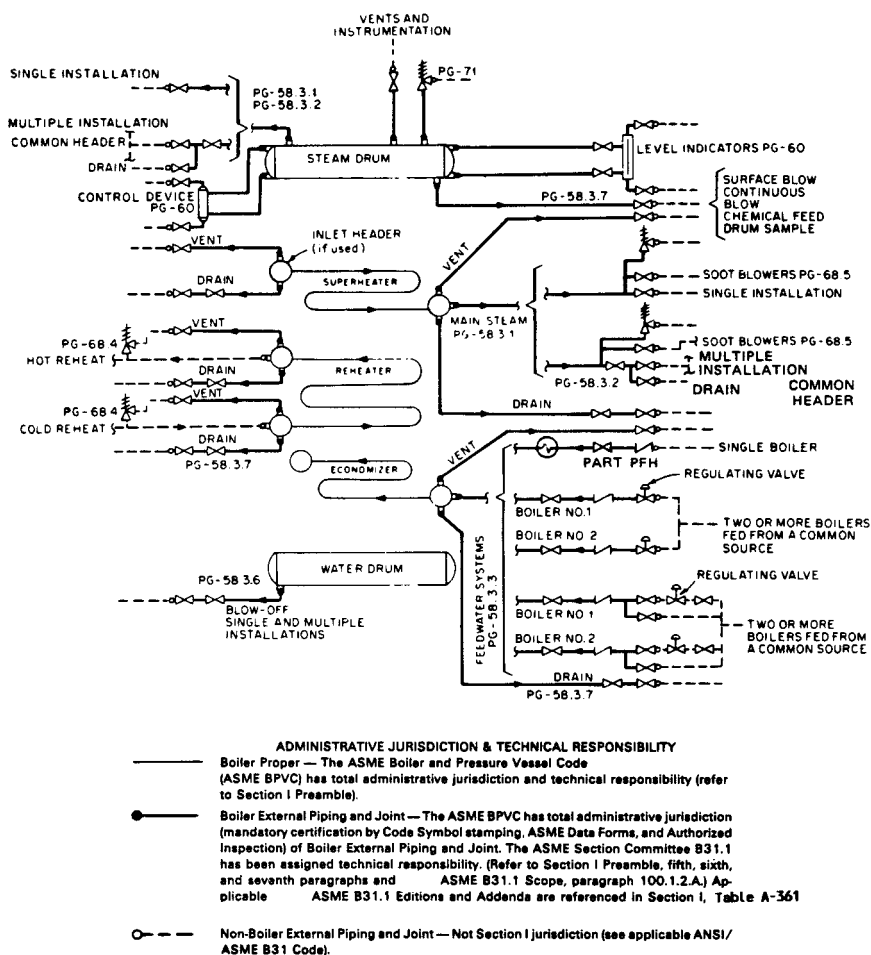 VENTS AND
INSTRUMENTATION
SINGLE INSTALLATION
PG-58.3.1
PG-58.3.2
PG-71
MULTIPLE INSTALLATION
COMMON HEADER
DRAIN
STEAM DRUM
LEVEL INDICATORS PG-60
CONTROL DEVICE
PG-60
PG-58.3.7
SURFACE BLOW
CONTINUOUS
BLOW
CHEMICAL FEED
DRUM SAMPLE
VENT
INLET HEADER
(if used)
VENT
DRAIN
SUPERHEATER
SOOT BLOWERS PG-68.5
SINGLE INSTALLATION
MAIN STEAM
PG-58.3.1
PG-68.4
VENT
HOT REHEAT
REHEATER
DRAIN
SOOT BLOWERS PG-68.5
MULTIPLE
INSTALLATION
PG-58.3.2
DRAIN
COMMON
HEADER
VENT
PG-68.4
COLD REHEAT
DRAIN
PG-58.3.7
DRAIN
VENT
ECONOMIZER
SINGLE BOILER
PART PFH
REGULATING VALVE
BOILER NO.1
BOILER NO. 2
TWO OR MORE BOILERS
FED FROM A COMMON
SOURCE
WATER DRUM
PG-58 3.6
BLOW-OFF
SINGLE AND MULTIPLE
INSTALLATIONS
FEEDWATER SYSTEMS
PG-58.3.3
REGULATING VALVE
BOILER NO 1
BOILER NO.2
TWO OR MORE
BOILERS FED FROM
A COMMON SOURCE
DRAIN
PG-58.3.7
ADMINISTRATIVE JURISDICTION & TECHNICAL RESPONSIBILITY
Boiler Proper — The ASME Boiler and Pressure Vessel Code
(ASME BPVC) has total administrative jurisdiction and technical responsibility (refer
to Section I Preamble).
Boiler External Piping and Joint — The ASME BPVC has total administrative jurisdiction
(mandatory certification by Code Symbol stamping, ASME Data Forms, and Authorized
Inspection) of Boiler External Piping and Joint. The ASME Section Committee B31.1
has been assigned technical responsibility. (Refer to Section I Preamble, fifth, sixth,
and seventh paragraphs and ASME B31.1 Scope, paragraph 100.1.2.A.) Ap-
plicable ASME B31.1 Editions and Addenda are referenced in Section I, Table A-361
Non-Boiler External Piping and Joint — Not Section I jurisdiction (see applicable ANSI/
ASME B31 Code).